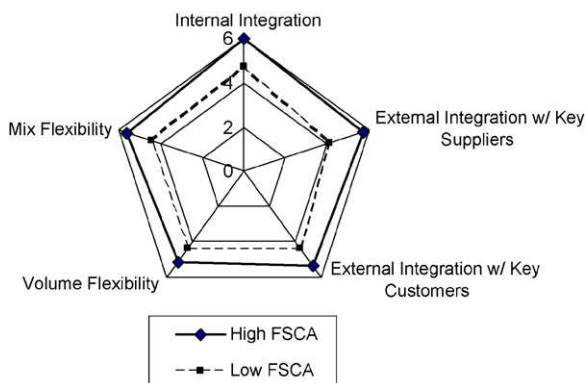 Internal Integration
6
4
2
0
Mix Flexibility
External Integration w/ Key
Suppliers
Volume Flexibility
External Integration w/ Key
Customers
High FSCA
Low FSCA